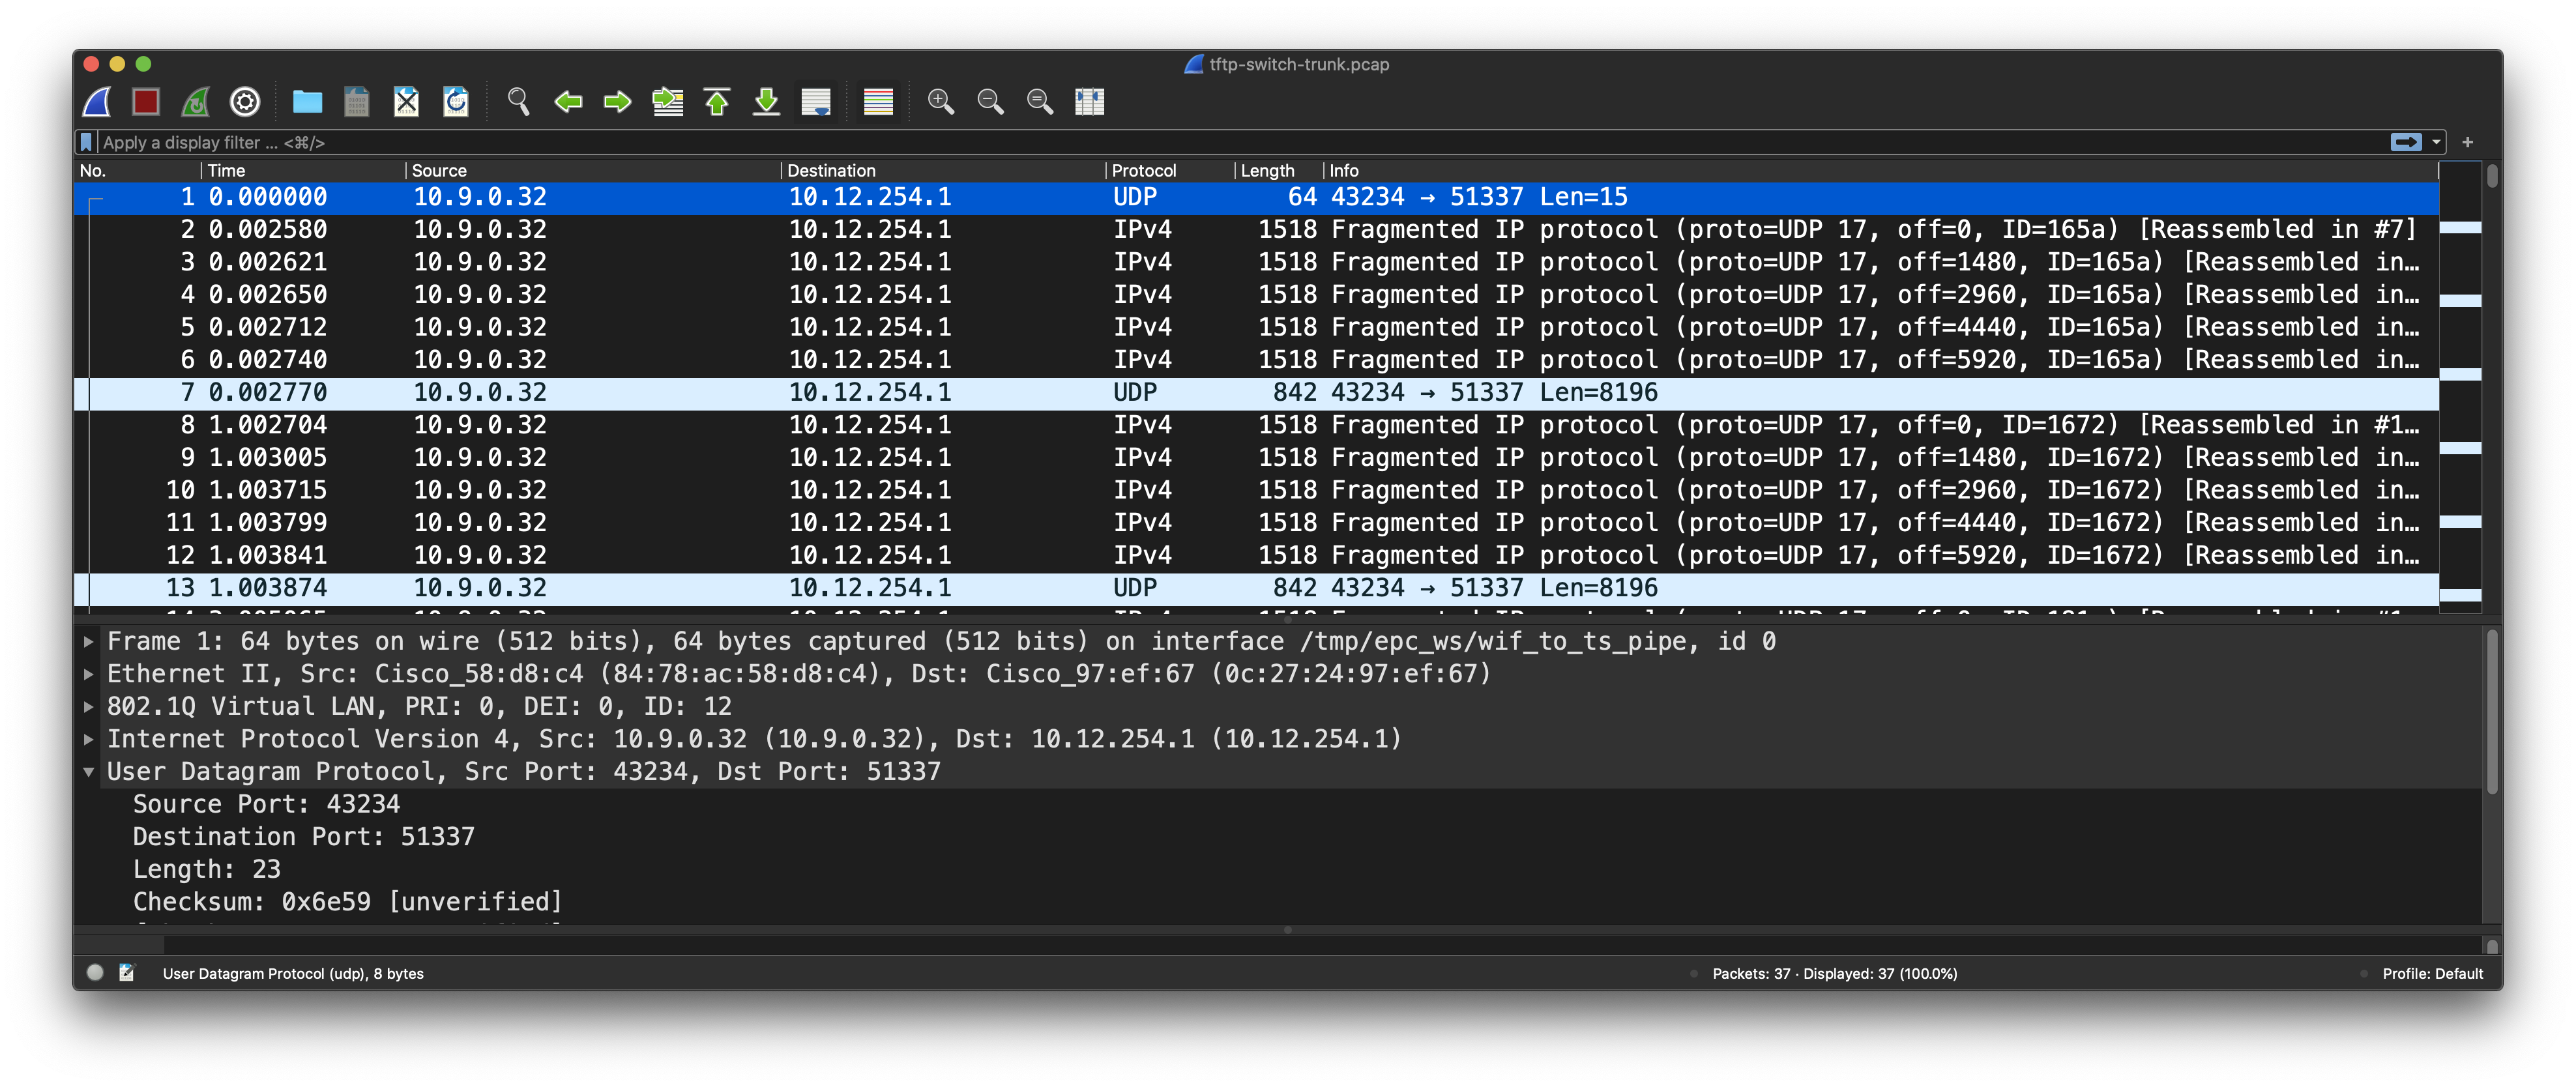 tftp-switch-trunk.pcap
Apply a display filter ... <⌘/>
+
No. Time Source Destination Protocol Length Info
1 0.000000 10.9.0.32 10.12.254.1 UDP 64 43234 → 51337 Len=15
2 0.002580 10.9.0.32 10.12.254.1 IPv4 1518 Fragmented IP protocol (proto=UDP 17, off=0, ID=165a) [Reassembled in #7]
3 0.002621 10.9.0.32 10.12.254.1 IPv4 1518 Fragmented IP protocol (proto=UDP 17, off=1480, ID=165a) [Reassembled in…
4 0.002650 10.9.0.32 10.12.254.1 IPv4 1518 Fragmented IP protocol (proto=UDP 17, off=2960, ID=165a) [Reassembled in…
5 0.002712 10.9.0.32 10.12.254.1 IPv4 1518 Fragmented IP protocol (proto=UDP 17, off=4440, ID=165a) [Reassembled in…
6 0.002740 10.9.0.32 10.12.254.1 IPv4 1518 Fragmented IP protocol (proto=UDP 17, off=5920, ID=165a) [Reassembled in…
7 0.002770 10.9.0.32 10.12.254.1 UDP 842 43234 → 51337 Len=8196
8 1.002704 10.9.0.32 10.12.254.1 IPv4 1518 Fragmented IP protocol (proto=UDP 17, off=0, ID=1672) [Reassembled in #1…
9 1.003005 10.9.0.32 10.12.254.1 IPv4 1518 Fragmented IP protocol (proto=UDP 17, off=1480, ID=1672) [Reassembled in…
10 1.003715 10.9.0.32 10.12.254.1 IPv4 1518 Fragmented IP protocol (proto=UDP 17, off=2960, ID=1672) [Reassembled in…
11 1.003799 10.9.0.32 10.12.254.1 IPv4 1518 Fragmented IP protocol (proto=UDP 17, off=4440, ID=1672) [Reassembled in…
12 1.003841 10.9.0.32 10.12.254.1 IPv4 1518 Fragmented IP protocol (proto=UDP 17, off=5920, ID=1672) [Reassembled in…
13 1.003874 10.9.0.32 10.12.254.1 UDP 842 43234 → 51337 Len=8196
Frame 1: 64 bytes on wire (512 bits), 64 bytes captured (512 bits) on interface /tmp/epc_ws/wif_to_ts_pipe, id 0
Ethernet II, Src: Cisco_58:d8:c4 (84:78:ac:58:d8:c4), Dst: Cisco_97:ef:67 (0c:27:24:97:ef:67)
802.1Q Virtual LAN, PRI: 0, DEI: 0, ID: 12
Internet Protocol Version 4, Src: 10.9.0.32 (10.9.0.32), Dst: 10.12.254.1 (10.12.254.1)
User Datagram Protocol, Src Port: 43234, Dst Port: 51337
Source Port: 43234
Destination Port: 51337
Length: 23
Checksum: 0x6e59 [unverified]
User Datagram Protocol (udp), 8 bytes
Packets: 37 · Displayed: 37 (100.0%)
Profile: Default